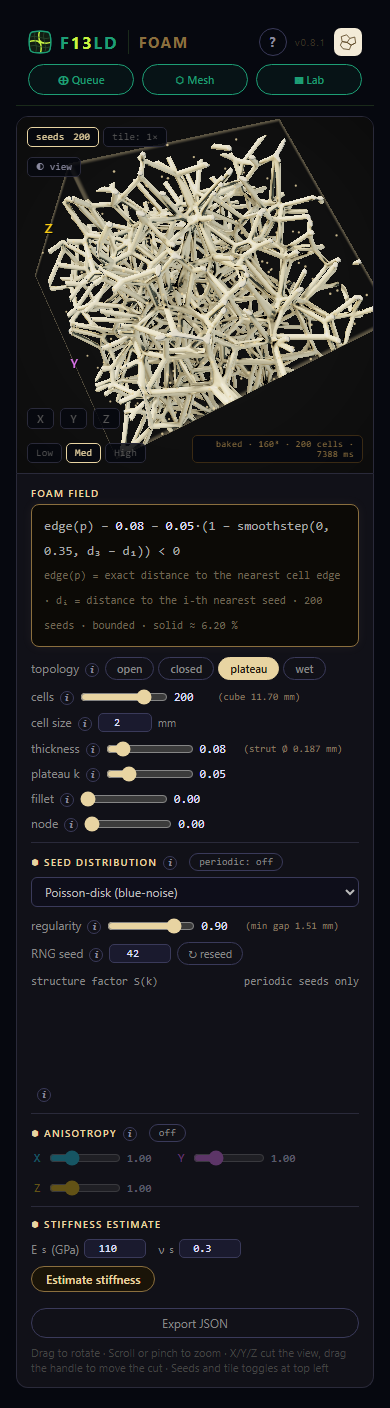 F13LD FOAM ? v0.8.1
Queue Mesh Lab
seeds 200 tile: 1×
◐ view
Z
Y
X Y Z
Low Med High
baked · 160³ · 200 cells ·
7388 ms
FOAM FIELD
edge(p) − 0.08 − 0.05·(1 − smoothstep(0,
0.35, d₃ − d₁)) < 0
edge(p) = exact distance to the nearest cell edge
· dᵢ = distance to the i-th nearest seed · 200
seeds · bounded · solid ≈ 6.20 %
topology i open closed plateau wet
cells i 200 (cube 11.70 mm)
cell size i 2 mm
thickness i 0.08 (strut Ø 0.187 mm)
plateau k i 0.05
fillet i 0.00
node i 0.00
SEED DISTRIBUTION i periodic: off
Poisson-disk (blue-noise)
regularity i 0.90 (min gap 1.51 mm)
RNG seed i 42 ↻ reseed
structure factor S(k) periodic seeds only
i
ANISOTROPY i off
X 1.00 Y 1.00
Z 1.00
STIFFNESS ESTIMATE
E s (GPa) 110 ν s 0.3
Estimate stiffness
Export JSON
Drag to rotate · Scroll or pinch to zoom · X/Y/Z cut the view, drag
the handle to move the cut · Seeds and tile toggles at top left